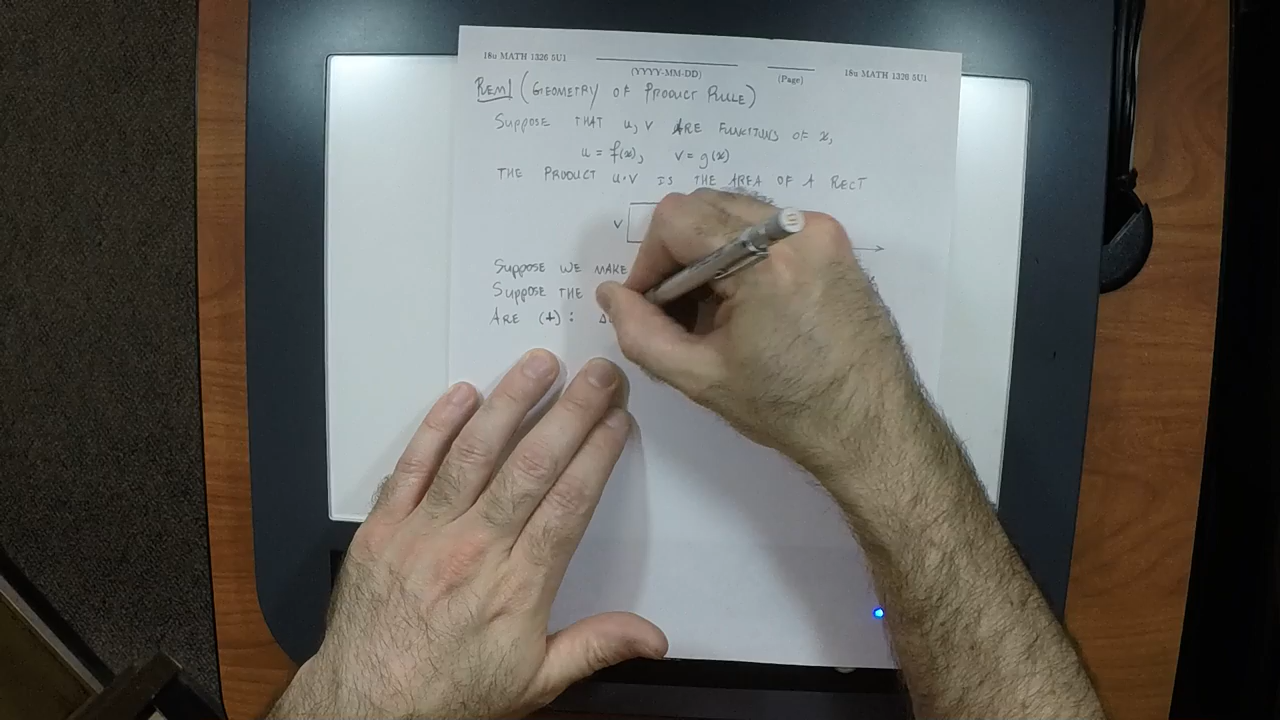 18u MATH 1326 5U1
(YYYY-MM-DD)
(Page)
18u MATH 1326 5U1
REM (GEOMETRY OF PRODUCT RULE)
SUPPOSE THAT u, v ARE FUNCTIONS OF x,
u = f(x), v = g(x)
THE PRODUCT u·v IS THE AREA OF A RECT
v
SUPPOSE WE MAKE
SUPPOSE THE
ARE (+):